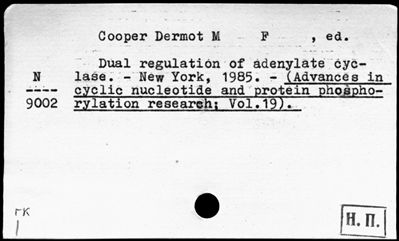 Cooper Dermot M F , ed.
Dual regulation of adenylate cyc-
N lase. - New York, 1985. - (Advances in
---- cyclic nucleotide and protein phospho-
9002 rylation research; Vol.19).
гк
Н. П.